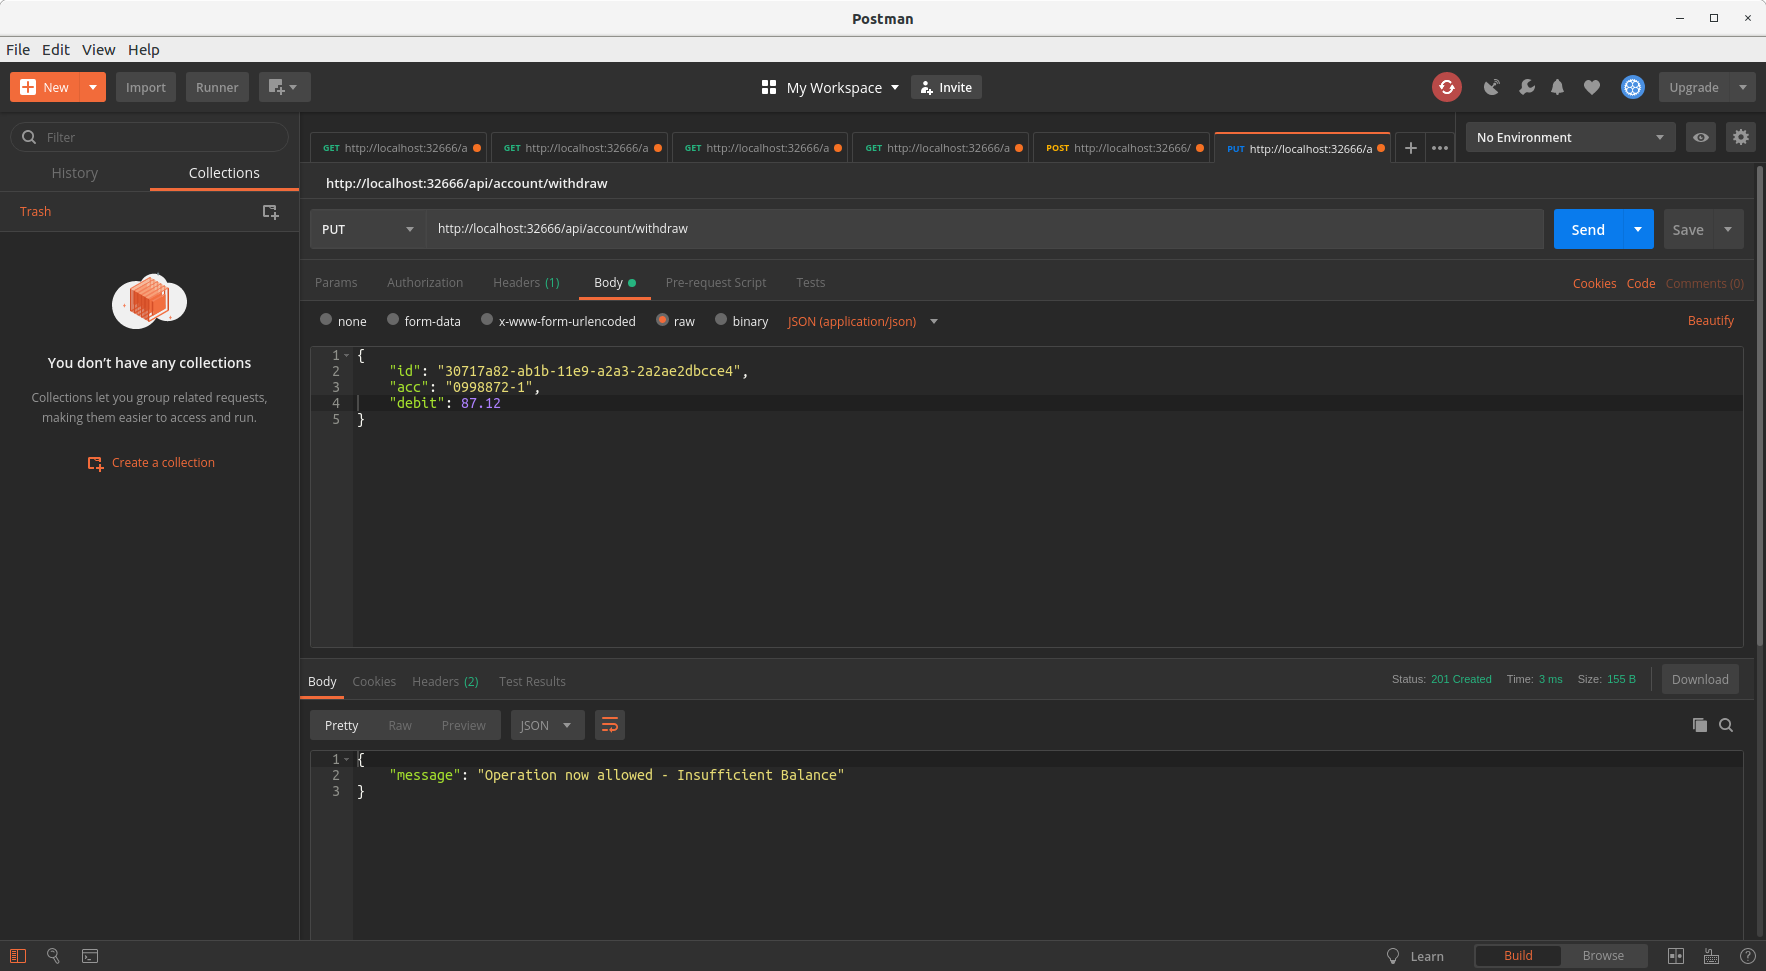 Postman
File Edit View Help
New Import Runner My Workspace Invite Upgrade
Filter
History Collections
Trash
You don't have any collections
Collections let you group related requests,
making them easier to access and run.
Create a collection
GET http://localhost:32666/a GET http://localhost:32666/a GET http://localhost:32666/a GET http://localhost:32666/a POST http://localhost:32666/ PUT http://localhost:32666/a
No Environment
http://localhost:32666/api/account/withdraw
PUT http://localhost:32666/api/account/withdraw Send Save
Params Authorization Headers (1) Body Pre-request Script Tests Cookies Code Comments (0)
none form-data x-www-form-urlencoded raw binary JSON (application/json) Beautify
1 {
2 "id": "30717a82-ab1b-11e9-a2a3-2a2ae2dbcce4",
3 "acc": "0998872-1",
4 "debit": 87.12
5 }
Body Cookies Headers (2) Test Results Status: 201 Created Time: 3 ms Size: 155 B Download
Pretty Raw Preview JSON
1 {
2 "message": "Operation now allowed - Insufficient Balance"
3 }
Learn Build Browse